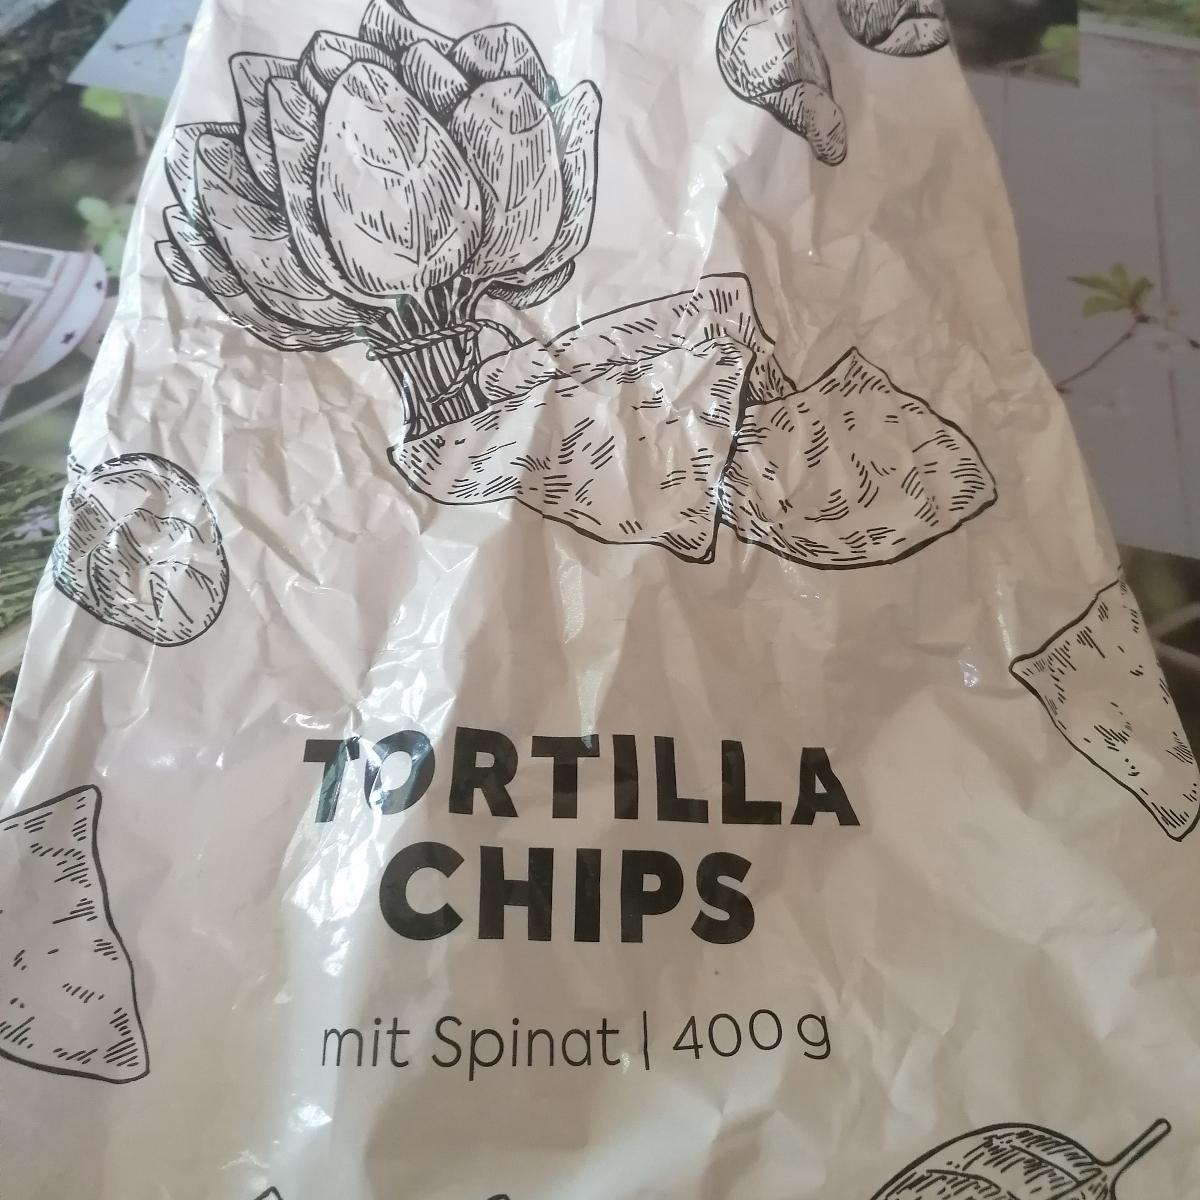 TORTILLA
CHIPS
mit Spinat | 400 g